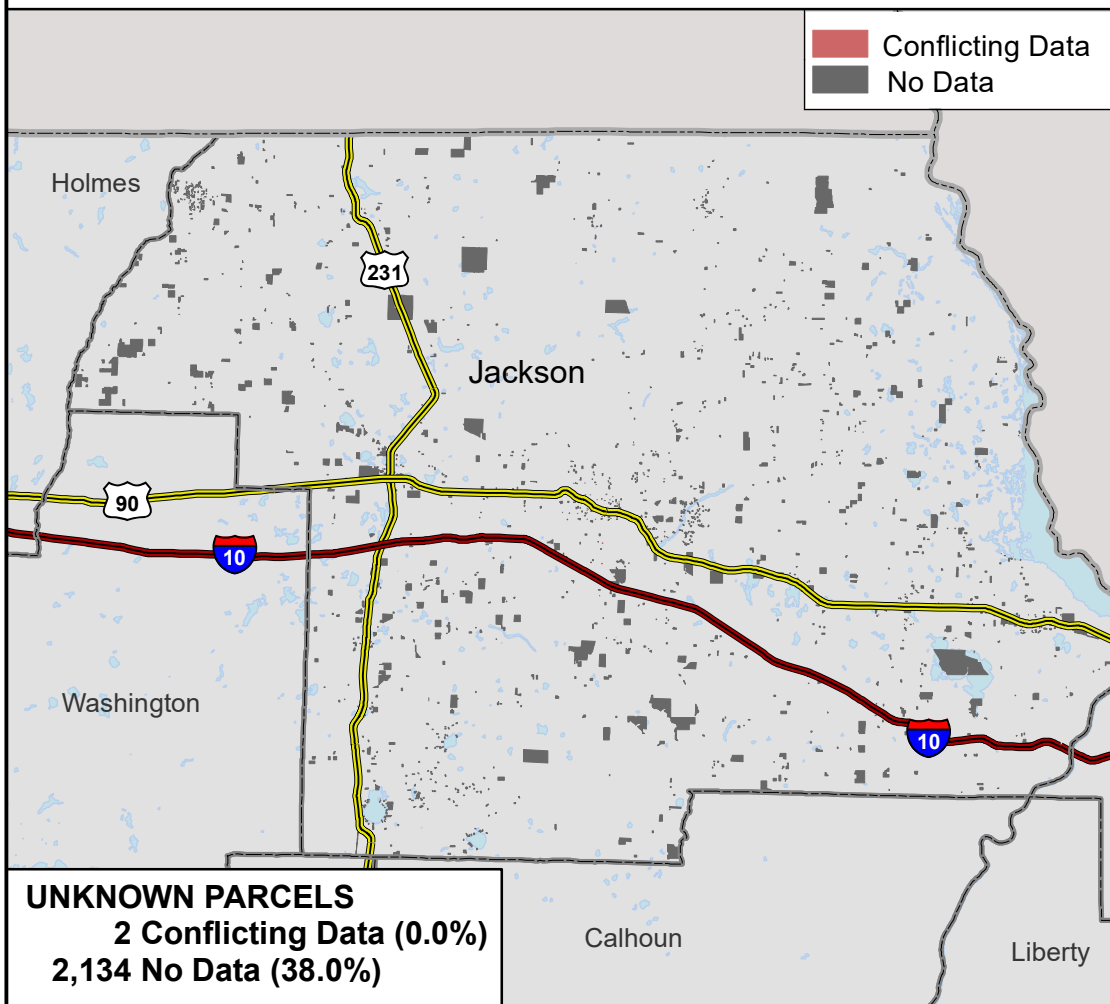 Conflicting Data
No Data
Holmes
231
Jackson
90
10
Washington
10
UNKNOWN PARCELS
2 Conflicting Data (0.0%)
2,134 No Data (38.0%)
Calhoun
Liberty